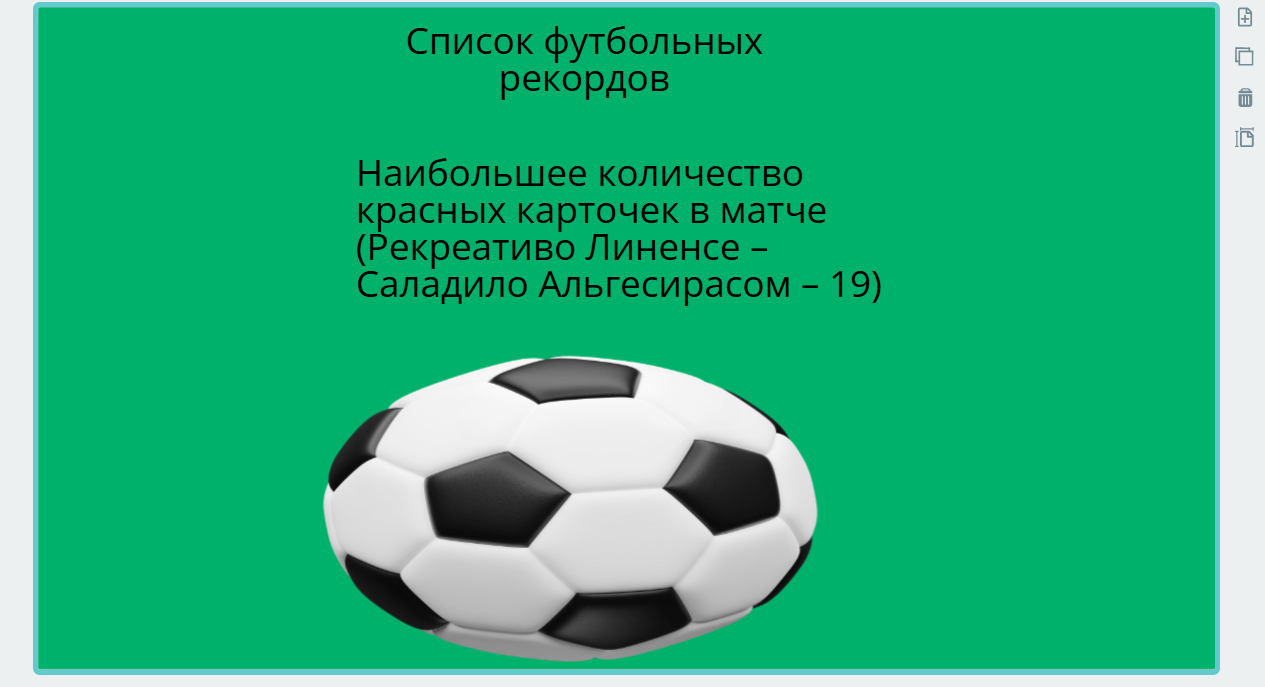 Список футбольных
рекордов
Наибольшее количество
красных карточек в матче
(Рекреативо Линенсе –
Саладило Альгесирасом – 19)